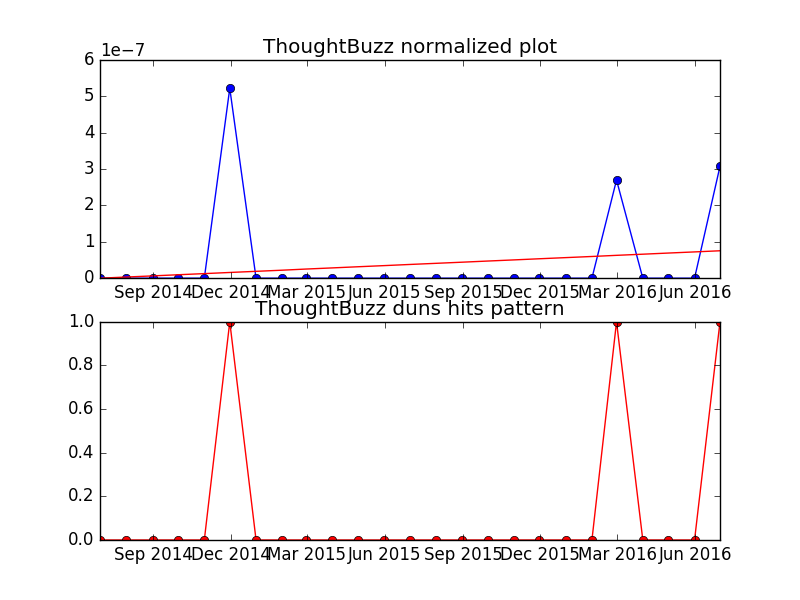 1e−7
ThoughtBuzz normalized plot
6
5
4
3
2
1
0
Sep 2014 Dec 2014 Mar 2015 Jun 2015 Sep 2015 Dec 2015 Mar 2016 Jun 2016
ThoughtBuzz duns hits pattern
1.0
0.8
0.6
0.4
0.2
0.0
Sep 2014 Dec 2014 Mar 2015 Jun 2015 Sep 2015 Dec 2015 Mar 2016 Jun 2016